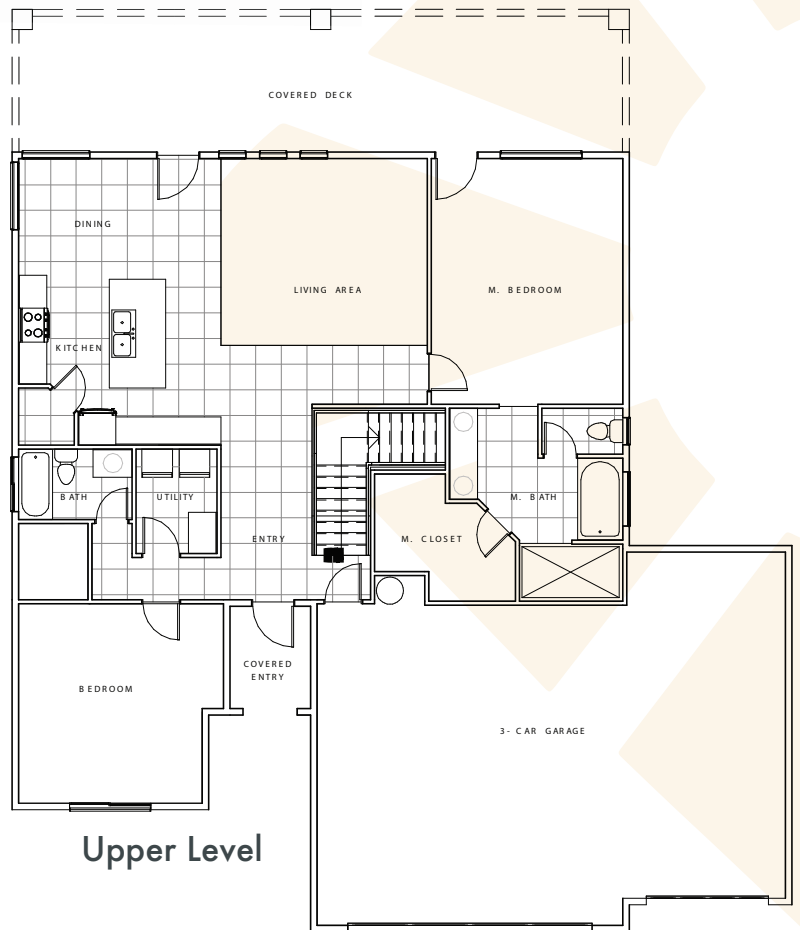 COVERED DECK
DINING
LIVING AREA
M. BEDROOM
KITCHEN
BATH
UTILITY
M. BATH
ENTRY
M. CLOSET
COVERED
ENTRY
BEDROOM
3- CAR GARAGE
Upper Level